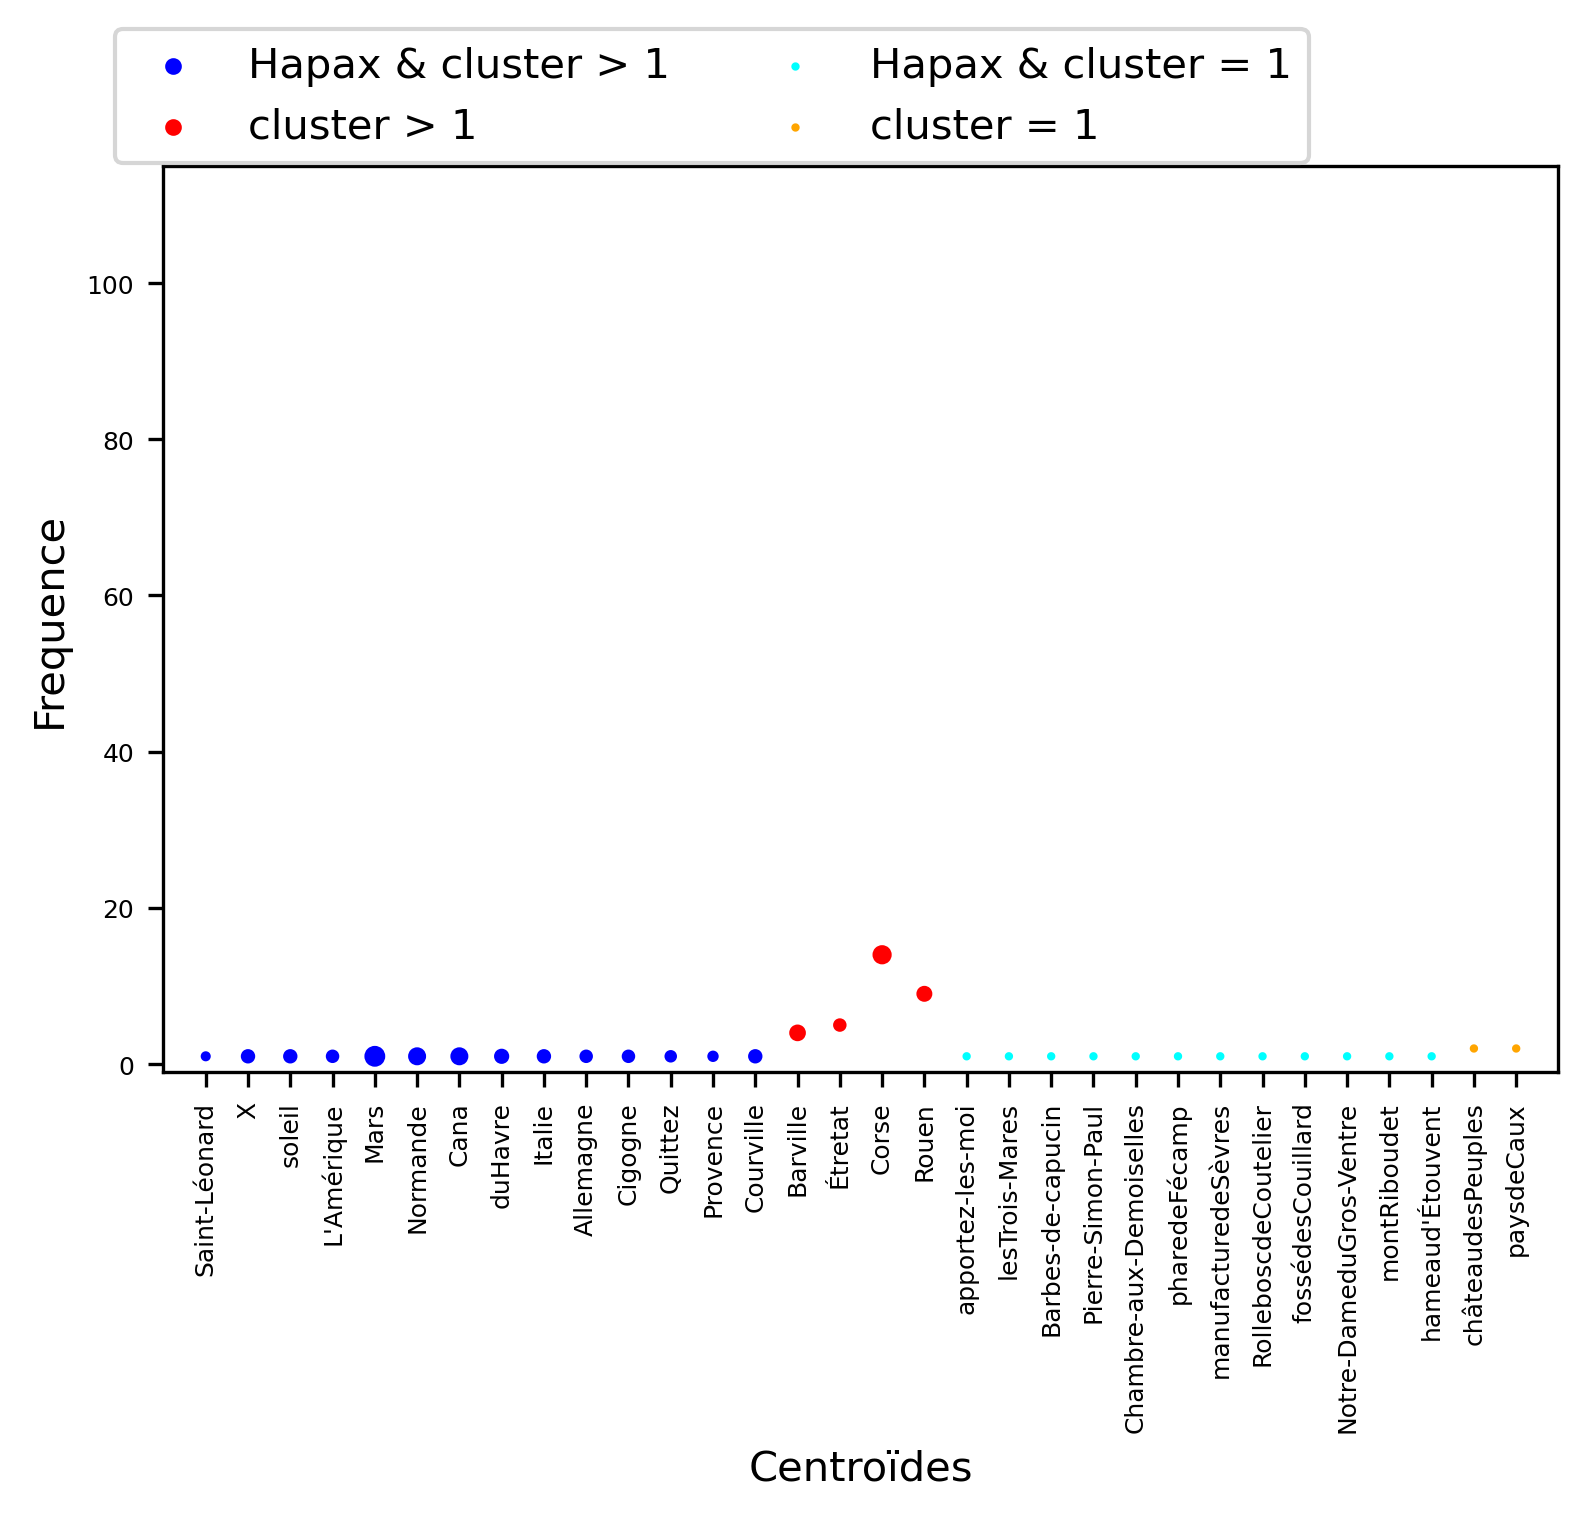 Hapax & cluster > 1
Hapax & cluster = 1
cluster > 1
cluster = 1
Frequence
100
80
60
40
20
0
Saint-Léonard
X
soleil
L'Amérique
Mars
Normande
Cana
duHavre
Italie
Allemagne
Cigogne
Quittez
Provence
Courville
Barville
Étretat
Corse
Rouen
apportez-les-moi
lesTrois-Mares
Barbes-de-capucin
Pierre-Simon-Paul
Chambre-aux-Demoiselles
pharedeFécamp
manufacturedeSèvres
RolleboscdeCoutelier
fossédesCouillard
Notre-DameduGros-Ventre
montRiboudet
hameaud'Étouvent
châteaudesPeuples
paysdeCaux
Centroïdes